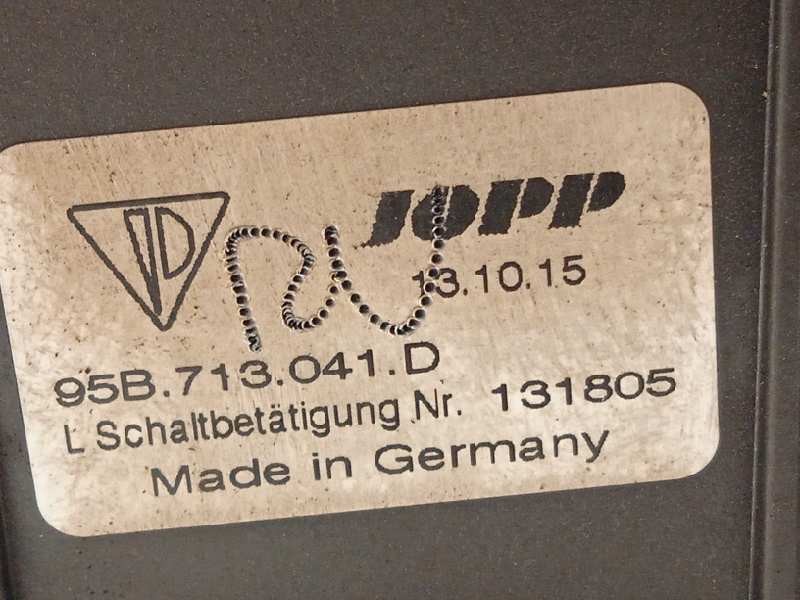 JOPP
13.10.15
95B.713.041.D
L Schaltbetätigung Nr. 131805
Made in Germany